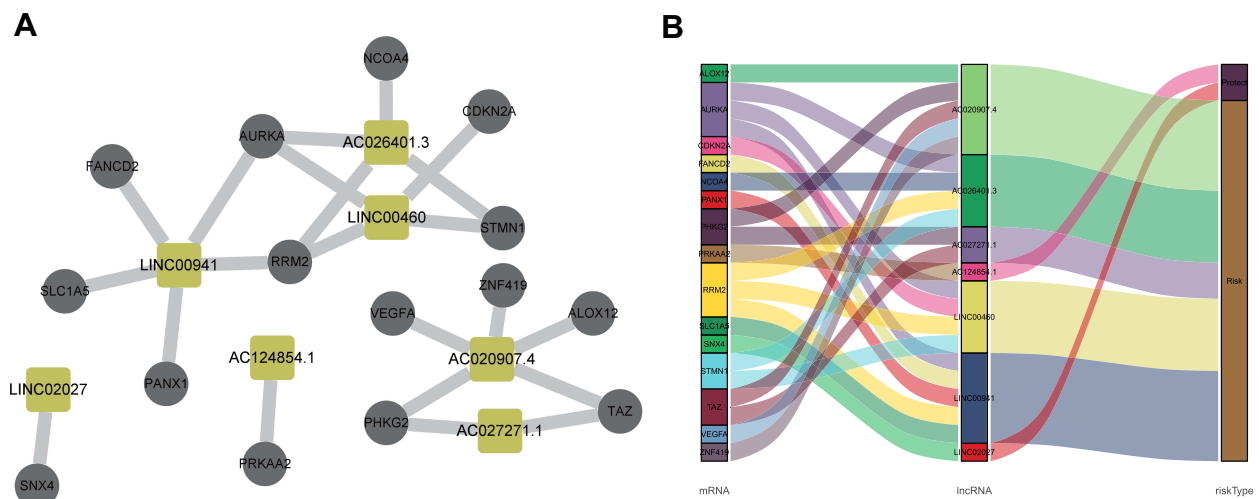 A
NCOA4
CDKN2A
AURKA
AC026401.3
FANCD2
LINC00460
STMN1
LINC00941
RRM2
SLC1A5
ZNF419
VEGFA
ALOX12
AC124854.1
AC020907.4
LINC02027
PANX1
TAZ
PHKG2
AC027271.1
PRKAA2
SNX4
B
ALOX12
AURKA
CDKN2A
FANCD2
NCOA4
PANX1
PHKG2
PRKAA2
RRM2
SLC1A5
SNX4
STMN1
TAZ
VEGFA
ZNF419
AC020907.4
AC026401.3
AC027271.1
AC124854.1
LINC00460
LINC00941
LINC02027
Protect
Risk
mRNA
lncRNA
riskType